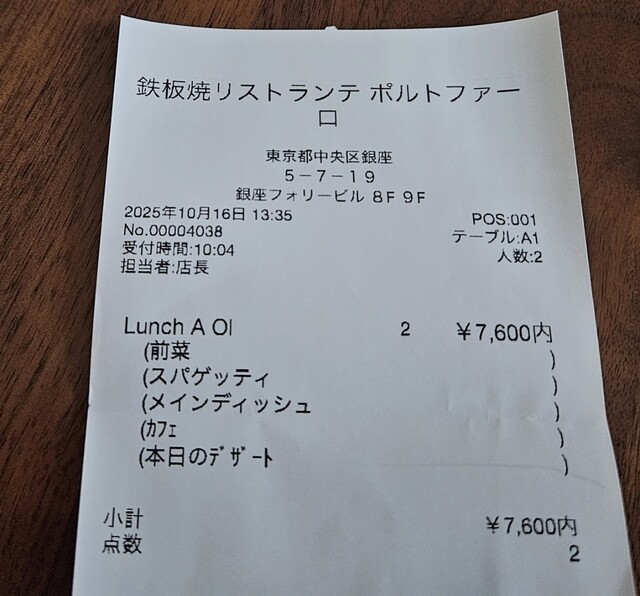 鉄板焼リストランテ ポルトファー
ロ
東京都中央区銀座
5-7-19
銀座フォリービル 8F 9F
2025年10月16日 13:35 POS:001
No.00004038 テーブル:A1
受付時間:10:04 人数:2
担当者:店長
Lunch A Ol 2 ¥7,600内
(前菜 )
(スパゲッティ )
(メインディッシュ )
(ｶﾌｪ )
(本日のﾃﾞｻﾞｰﾄ )
小計 ¥7,600内
点数 2